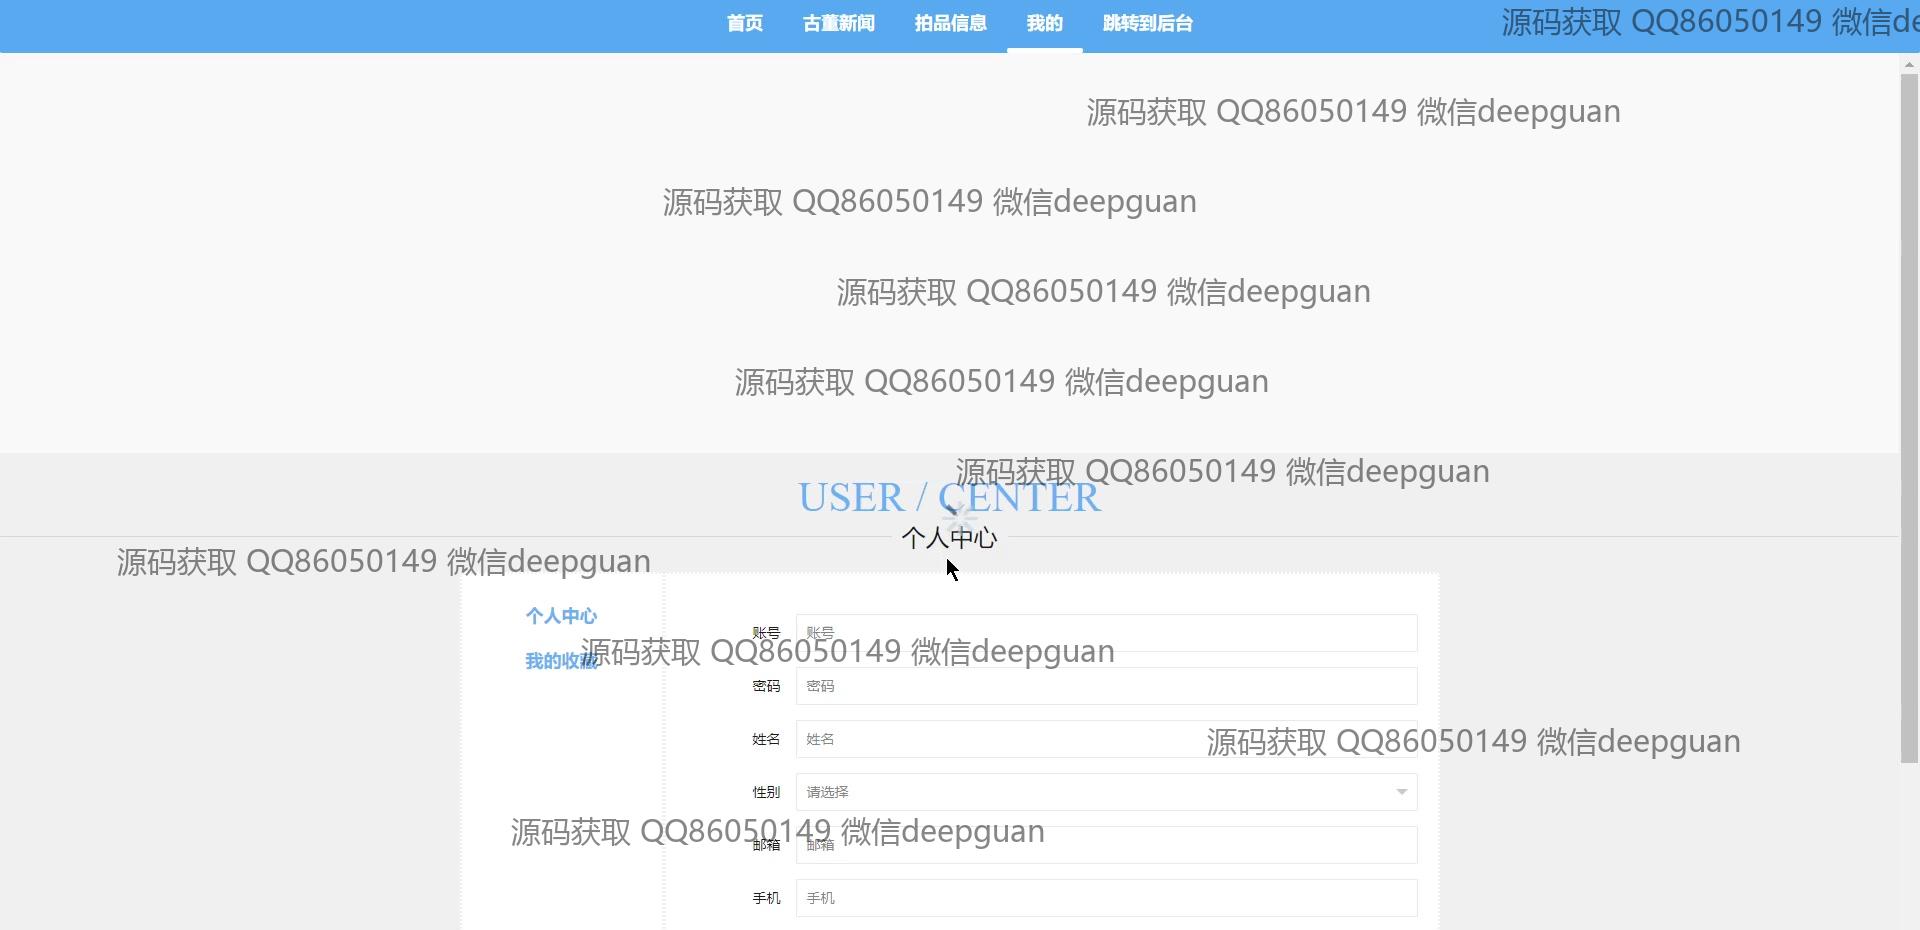 首页 古董新闻 拍品信息 我的 跳转到后台
源码获取 QQ86050149 微信de
源码获取 QQ86050149 微信deepguan
源码获取 QQ86050149 微信deepguan
源码获取 QQ86050149 微信deepguan
源码获取 QQ86050149 微信deepguan
源码获取 QQ86050149 微信deepguan
USER / CENTER
个人中心
源码获取 QQ86050149 微信deepguan
个人中心
账号 账号
源码获取 QQ86050149 微信deepguan
我的收藏
密码 密码
姓名 姓名
源码获取 QQ86050149 微信deepguan
性别 请选择
源码获取 QQ86050149 微信deepguan
邮箱 邮箱
手机 手机